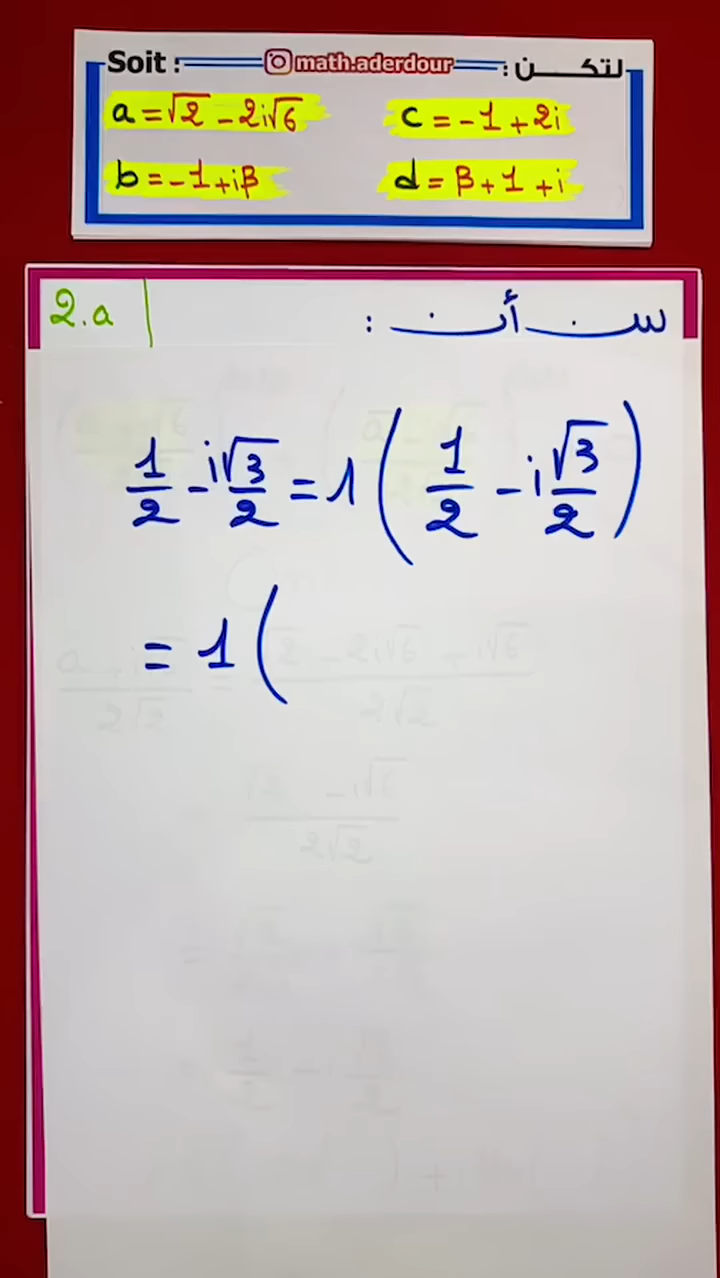 Soit : math.aderdour لتكـــن :
a = √2 - 2i√6 c = -1 + 2i
b = -1 + iβ d = β + 1 + i
2.a
1/2 - i√3/2 = 1 ( 1/2 - i √3/2 )
= 1 (